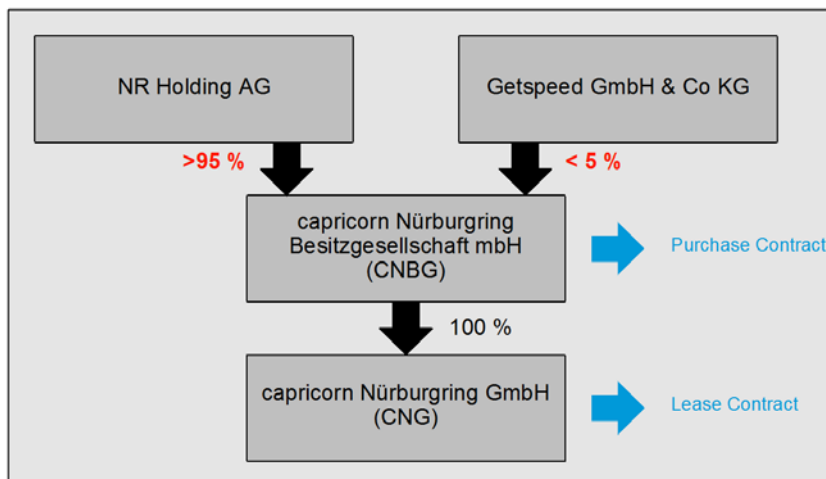 NR Holding AG
Getspeed GmbH & Co KG
>95 %
< 5 %
capricorn Nürburgring
Besitzgesellschaft mbH
(CNBG)
Purchase Contract
100 %
capricorn Nürburgring GmbH
(CNG)
Lease Contract